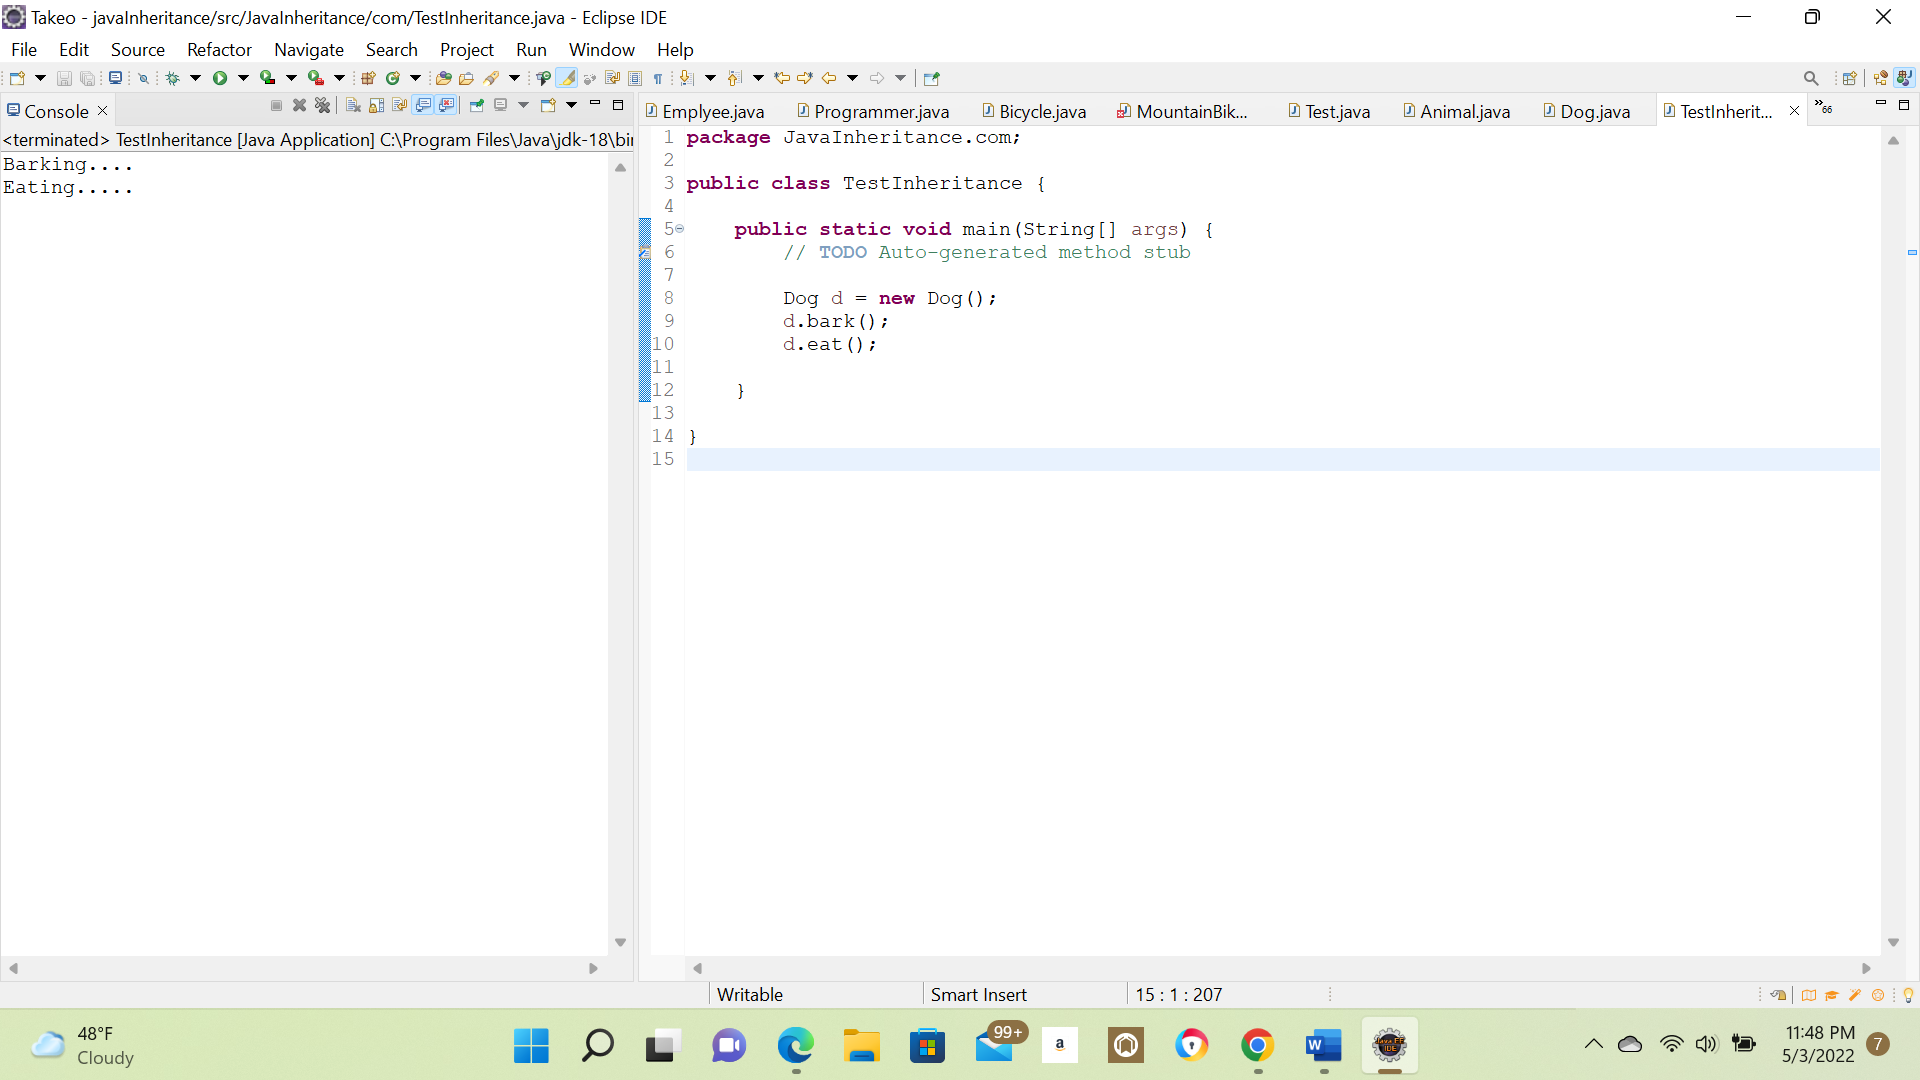 Takeo - javaInheritance/src/JavaInheritance/com/TestInheritance.java - Eclipse IDE
File Edit Source Refactor Navigate Search Project Run Window Help
Console
<terminated> TestInheritance [Java Application] C:\Program Files\Java\jdk-18\bin
Barking....
Eating.....
Emplyee.java Programmer.java Bicycle.java MountainBik... Test.java Animal.java Dog.java TestInherit... »66
1 package JavaInheritance.com;
2
3 public class TestInheritance {
4
5 public static void main(String[] args) {
6 // TODO Auto-generated method stub
7
8 Dog d = new Dog();
9 d.bark();
10 d.eat();
11
12 }
13
14 }
15
Writable Smart Insert 15 : 1 : 207
48°F
Cloudy
99+
a
W
Java EE
IDE
11:48 PM
5/3/2022
7